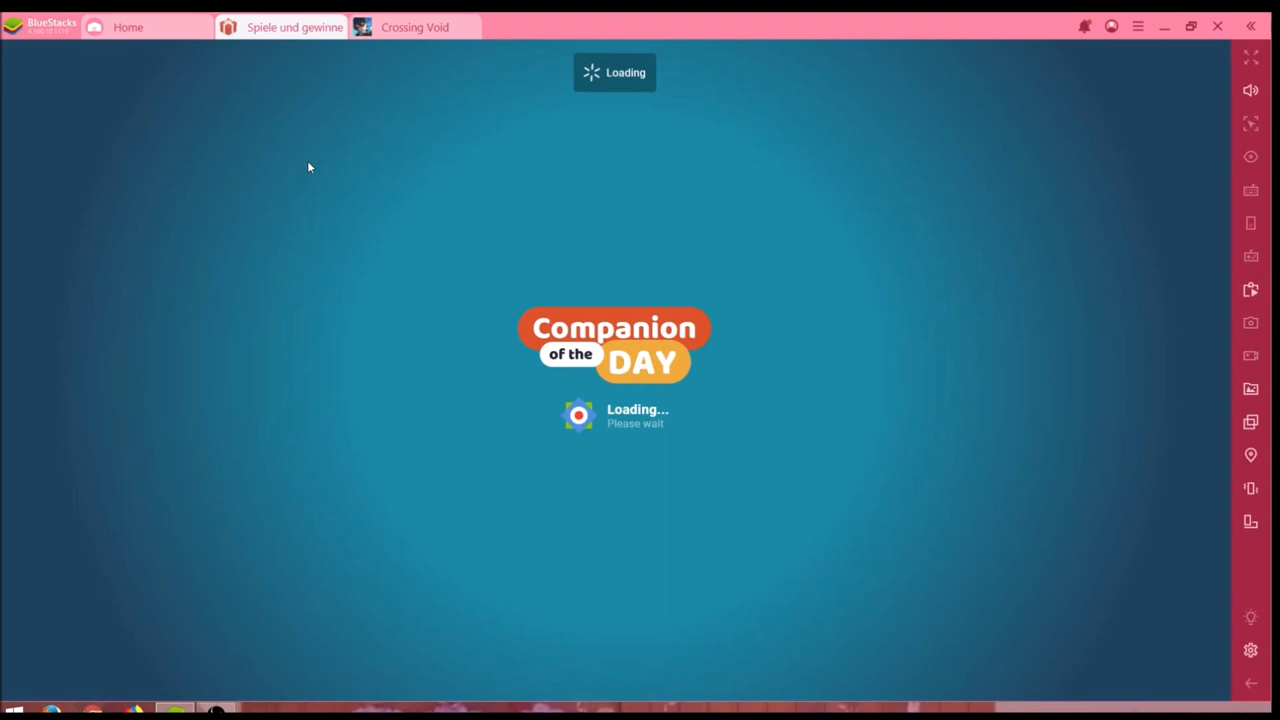 BlueStacks
Home
Spiele und gewinne
Crossing Void
Loading
Companion
of the
DAY
Loading...
Please wait